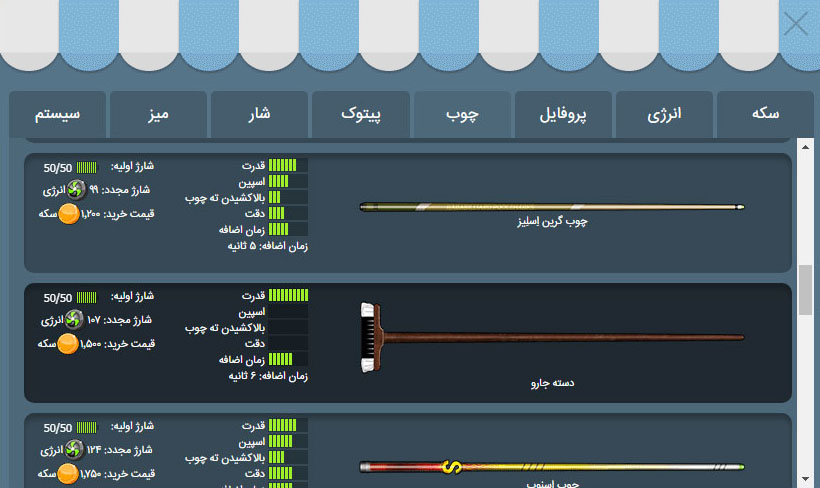 سکه
انرژی
پروفایل
چوب
پیتوک
شار
میز
سیستم
چوب گرین اِسلیز
قدرت
اسپین
بالاکشیدن ته چوب
دقت
زمان اضافه
زمان اضافه: ۵ ثانیه
شارژ اولیه: 50/50
شارژ مجدد: ۹۹ انرژی
قیمت خرید: ۱,۲۰۰ سکه
دسته جارو
قدرت
اسپین
بالاکشیدن ته چوب
دقت
زمان اضافه
زمان اضافه: ۶ ثانیه
شارژ اولیه: 50/50
شارژ مجدد: ۱۰۷ انرژی
قیمت خرید: ۱,۵۰۰ سکه
چوب اسنوب
قدرت
اسپین
بالاکشیدن ته چوب
دقت
زمان اضافه
شارژ اولیه: 50/50
شارژ مجدد: ۱۲۴ انرژی
قیمت خرید: ۱,۷۵۰ سکه